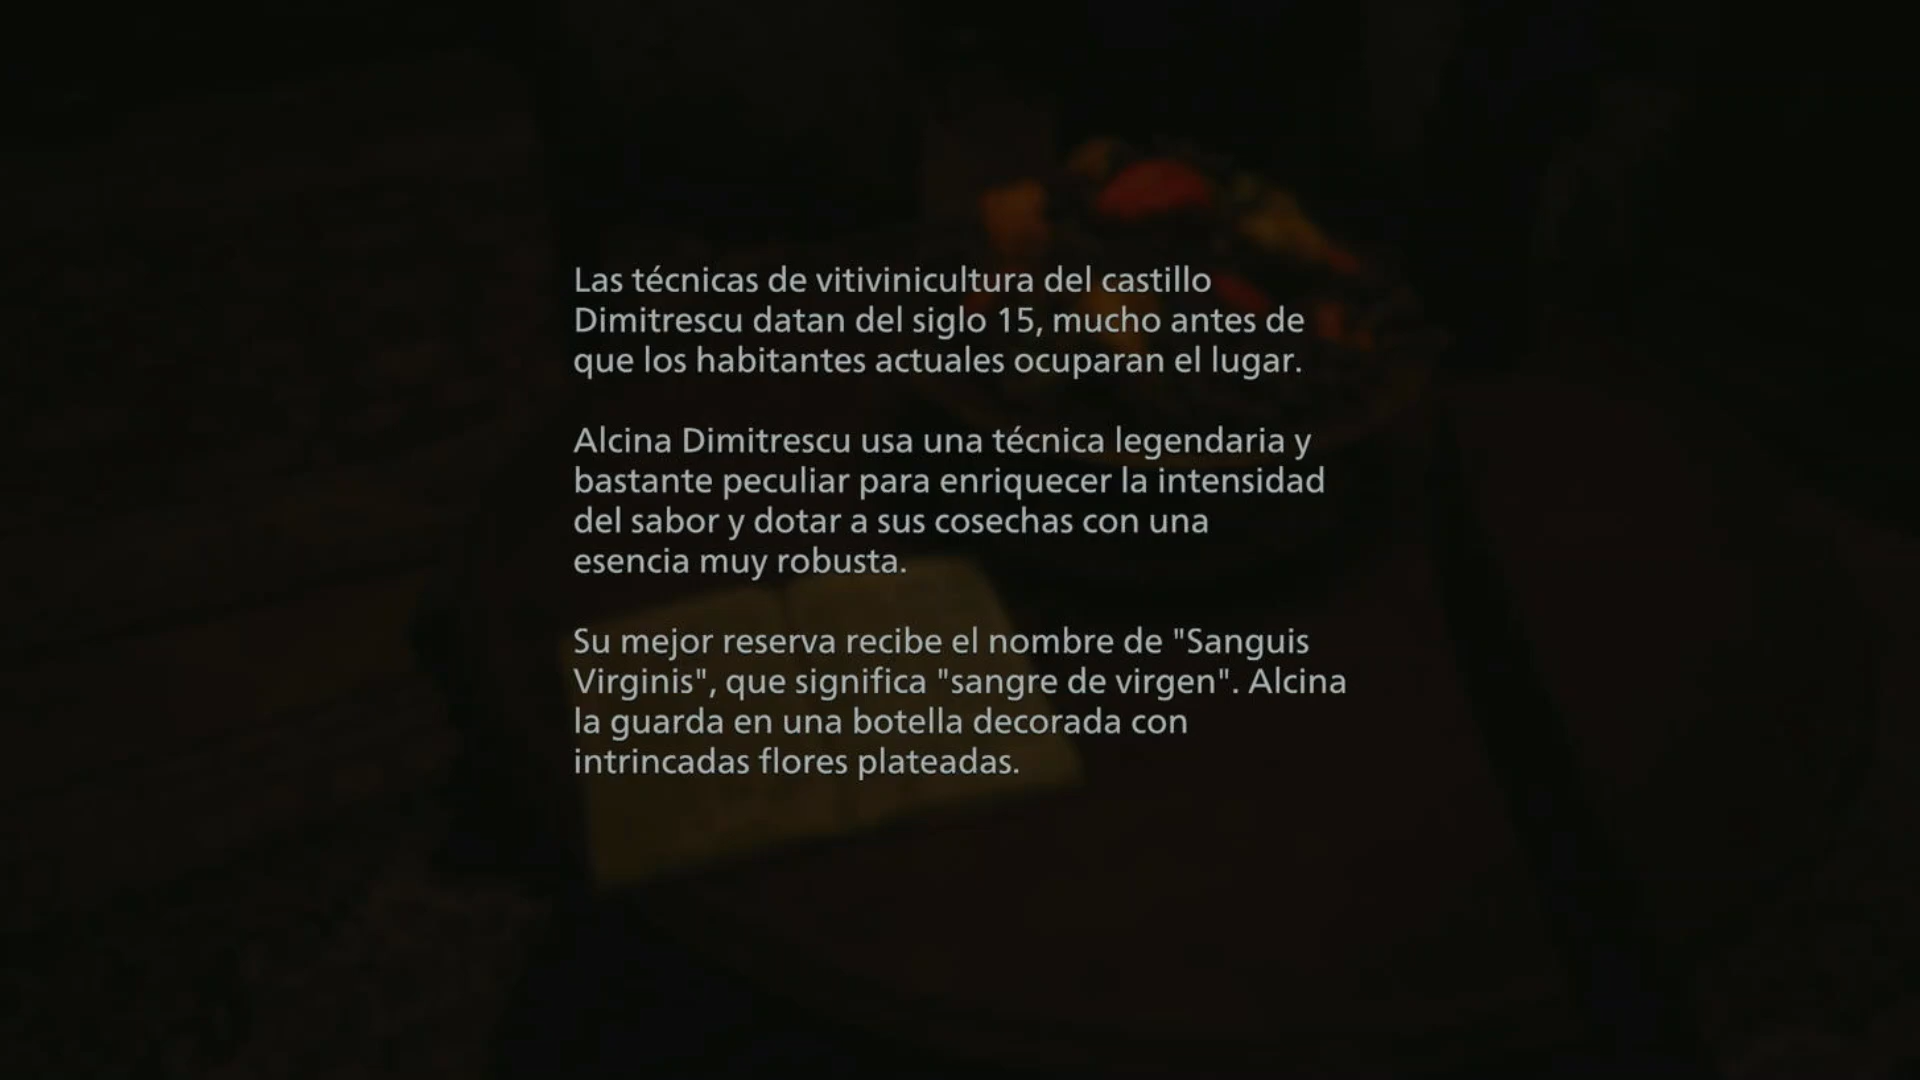 Las técnicas de vitivinicultura del castillo
Dimitrescu datan del siglo 15, mucho antes de
que los habitantes actuales ocuparan el lugar.
Alcina Dimitrescu usa una técnica legendaria y
bastante peculiar para enriquecer la intensidad
del sabor y dotar a sus cosechas con una
esencia muy robusta.
Su mejor reserva recibe el nombre de "Sanguis
Virginis", que significa "sangre de virgen". Alcina
la guarda en una botella decorada con
intrincadas flores plateadas.